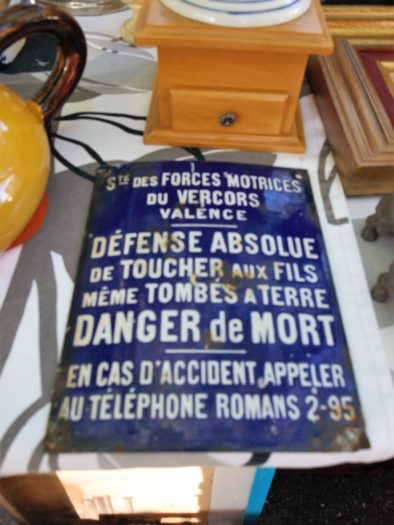 STÉ DES FORCES MOTRICES
DU VERCORS
VALENCE
DÉFENSE ABSOLUE
DE TOUCHER AUX FILS
MÊME TOMBÉS A TERRE
DANGER de MORT
EN CAS D'ACCIDENT, APPELER
AU TÉLÉPHONE ROMANS 2-95